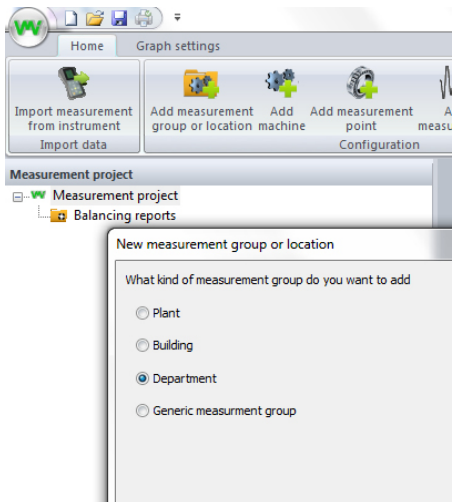 Home Graph settings
Import measurement Add measurement Add Add measurement
from instrument group or location machine point
Import data Configuration
Measurement project
Measurement project
Balancing reports
New measurement group or location
What kind of measurement group do you want to add
Plant
Building
Department
Generic measurment group